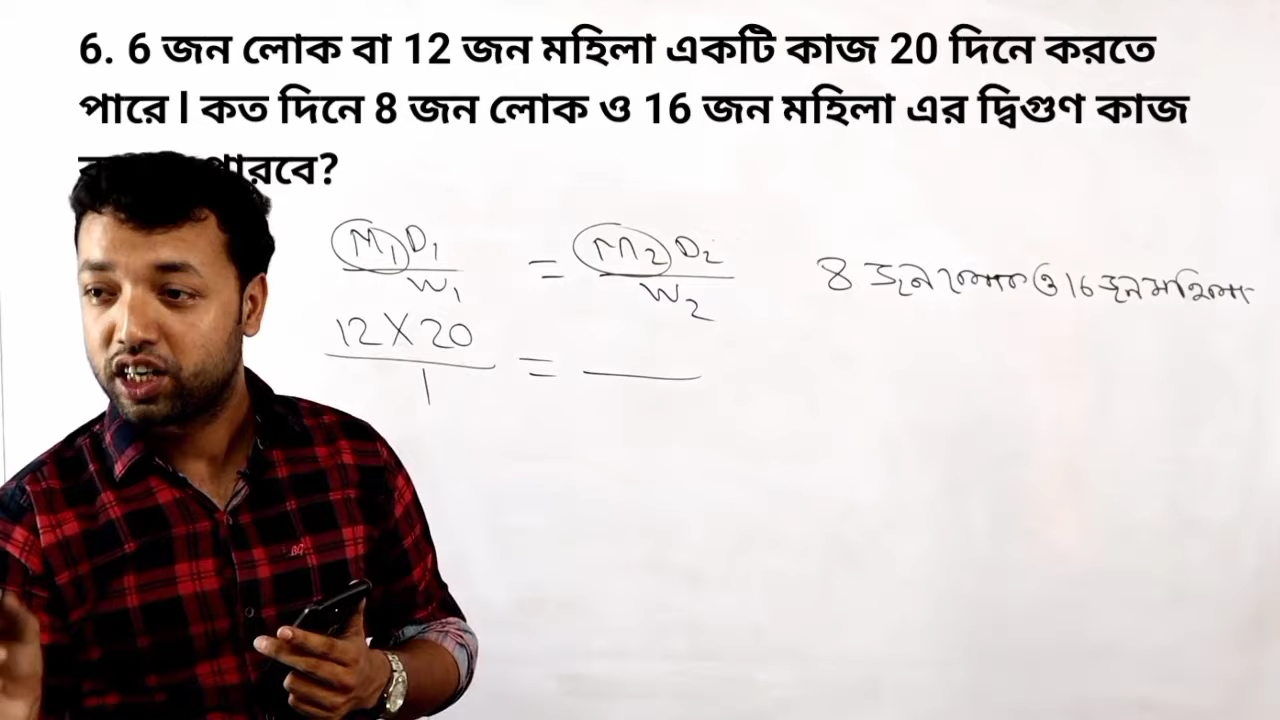 6. 6 জন লোক বা 12 জন মহিলা একটি কাজ 20 দিনে করতে
পারে l কত দিনে 8 জন লোক ও 16 জন মহিলা এর দ্বিগুণ কাজ
পারবে?
M₁D₁ = M₂D₂
W₁ W₂
8 জন লোক ও 16 জন মহিলা
12 X 20 =
1